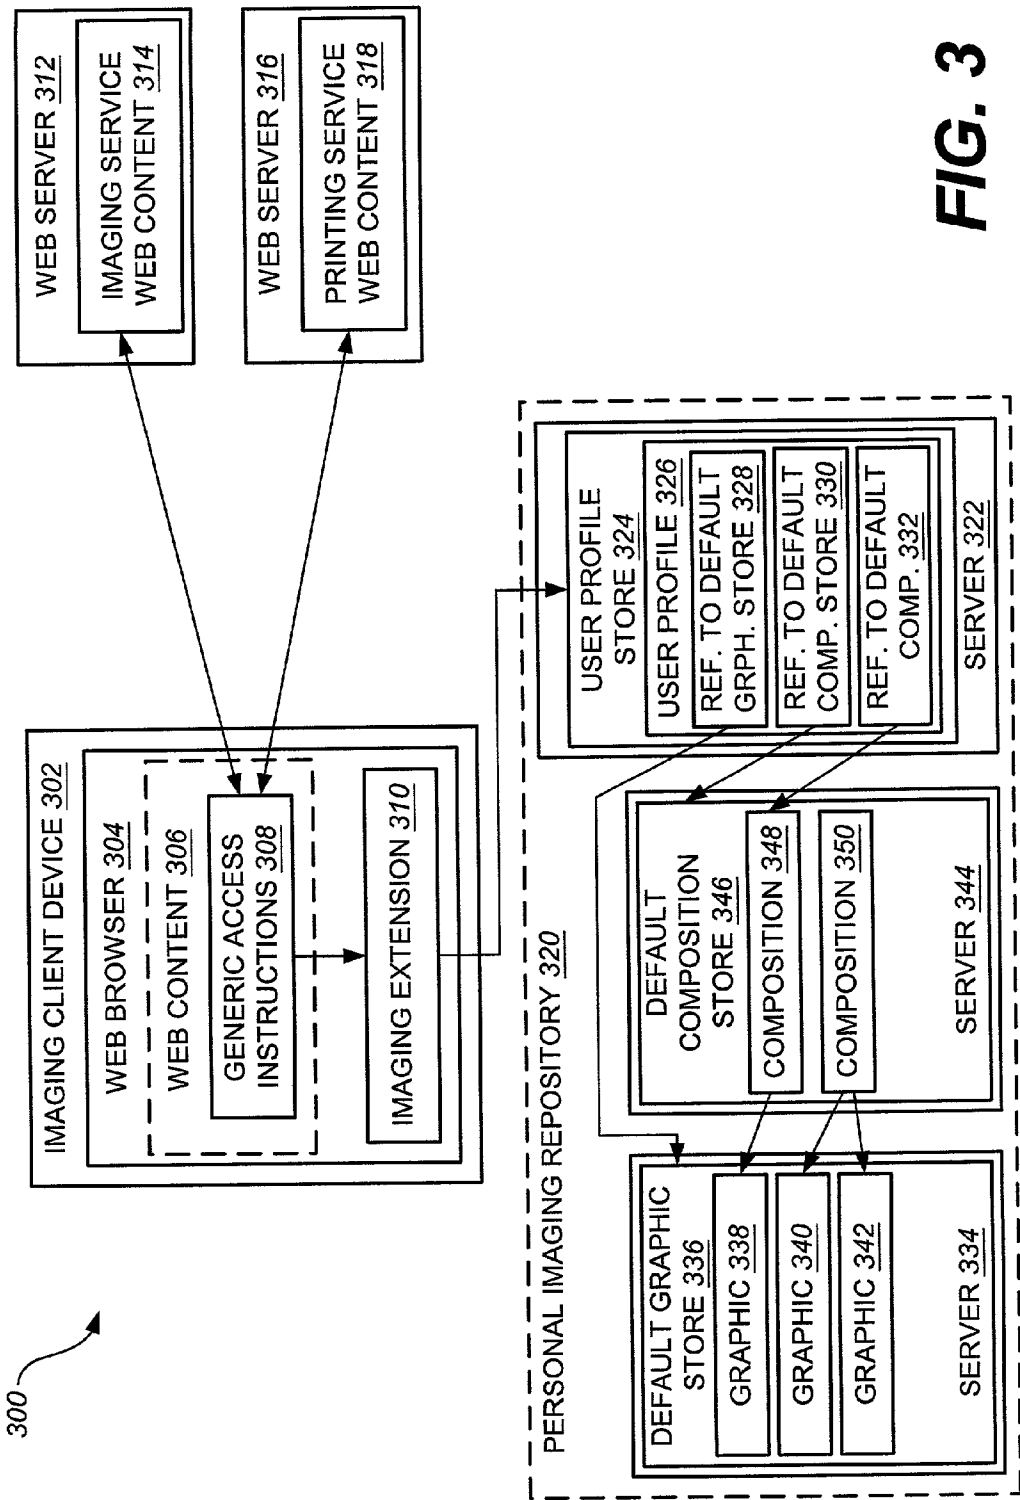 300
IMAGING CLIENT DEVICE 302
WEB BROWSER 304
WEB CONTENT 306
GENERIC ACCESS
INSTRUCTIONS 308
IMAGING EXTENSION 310
WEB SERVER 312
IMAGING SERVICE
WEB CONTENT 314
WEB SERVER 316
PRINTING SERVICE
WEB CONTENT 318
PERSONAL IMAGING REPOSITORY 320
DEFAULT GRAPHIC
STORE 336
GRAPHIC 338
GRAPHIC 340
GRAPHIC 342
SERVER 334
DEFAULT
COMPOSITION
STORE 346
COMPOSITION 348
COMPOSITION 350
SERVER 344
USER PROFILE
STORE 324
USER PROFILE 326
REF. TO DEFAULT
GRPH. STORE 328
REF. TO DEFAULT
COMP. STORE 330
REF. TO DEFAULT
COMP. 332
SERVER 322
FIG. 3